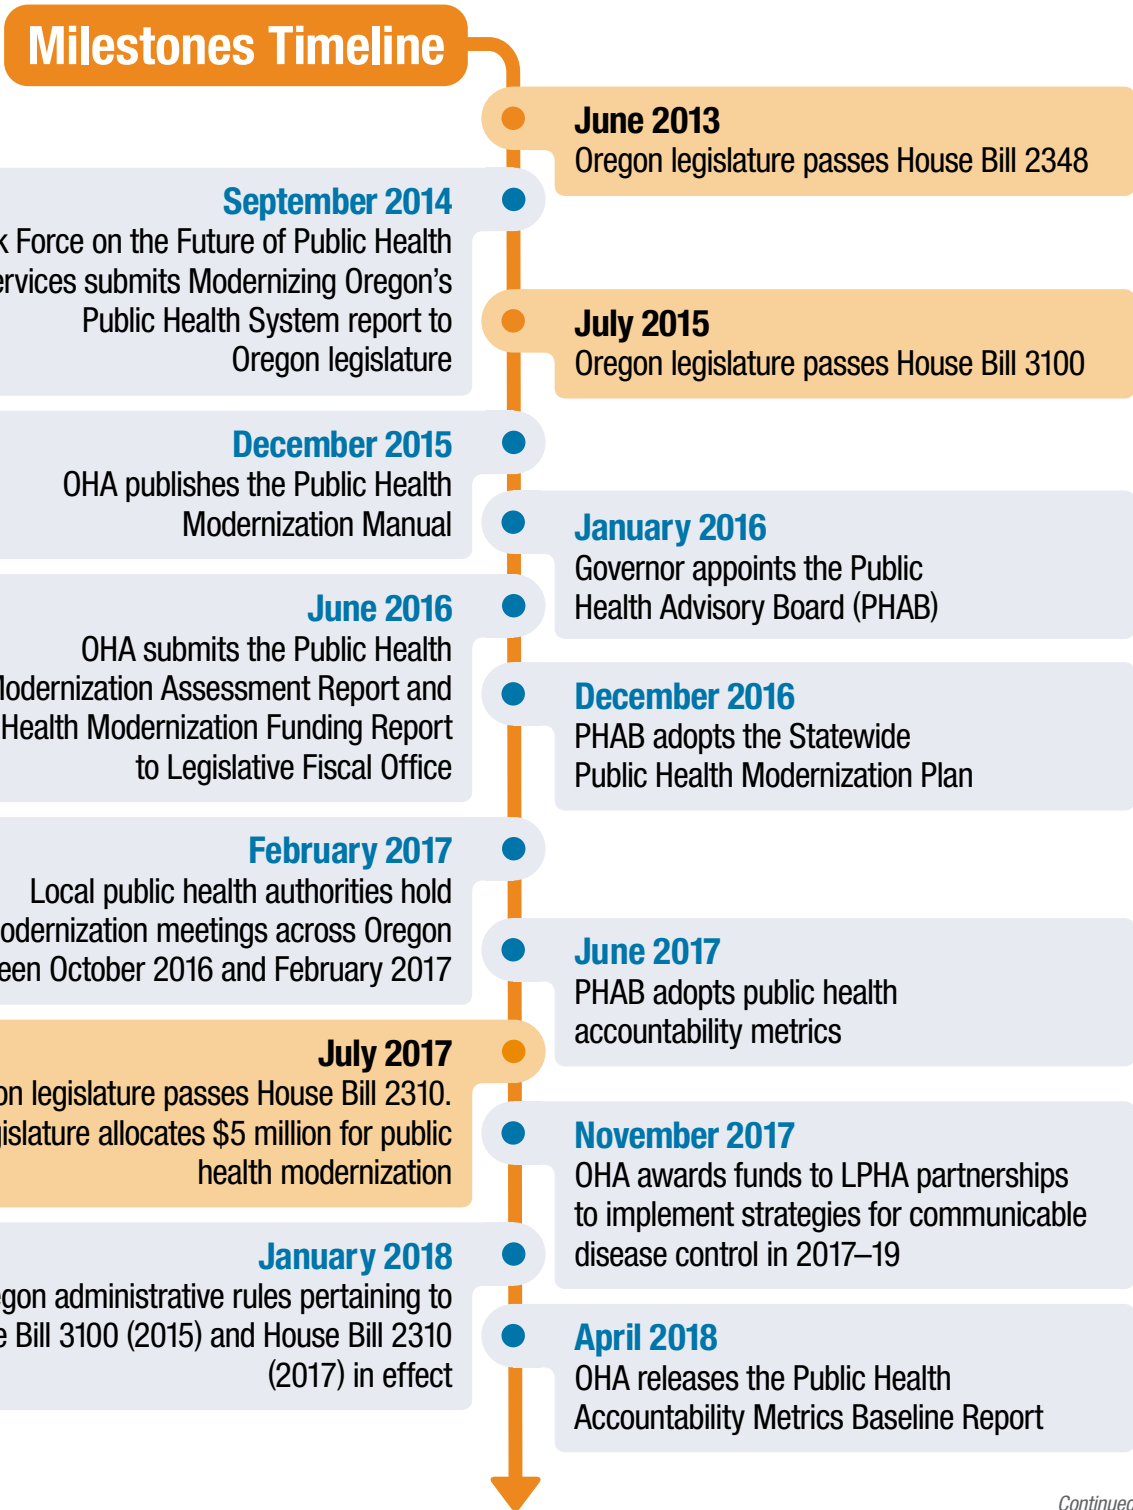 Milestones Timeline
June 2013
Oregon legislature passes House Bill 2348
September 2014
Force on the Future of Public Health
submits Modernizing Oregon's
Public Health System report to
Oregon legislature
July 2015
Oregon legislature passes House Bill 3100
December 2015
OHA publishes the Public Health
Modernization Manual
January 2016
Governor appoints the Public
Health Advisory Board (PHAB)
June 2016
OHA submits the Public Health
Modernization Assessment Report and
Health Modernization Funding Report
to Legislative Fiscal Office
December 2016
PHAB adopts the Statewide
Public Health Modernization Plan
February 2017
Local public health authorities hold
meetings across Oregon
October 2016 and February 2017
June 2017
PHAB adopts public health
accountability metrics
July 2017
legislature passes House Bill 2310.
allocates $5 million for public
health modernization
November 2017
OHA awards funds to LPHA partnerships
to implement strategies for communicable
disease control in 2017–19
January 2018
administrative rules pertaining to
Bill 3100 (2015) and House Bill 2310
(2017) in effect
April 2018
OHA releases the Public Health
Accountability Metrics Baseline Report
Continued